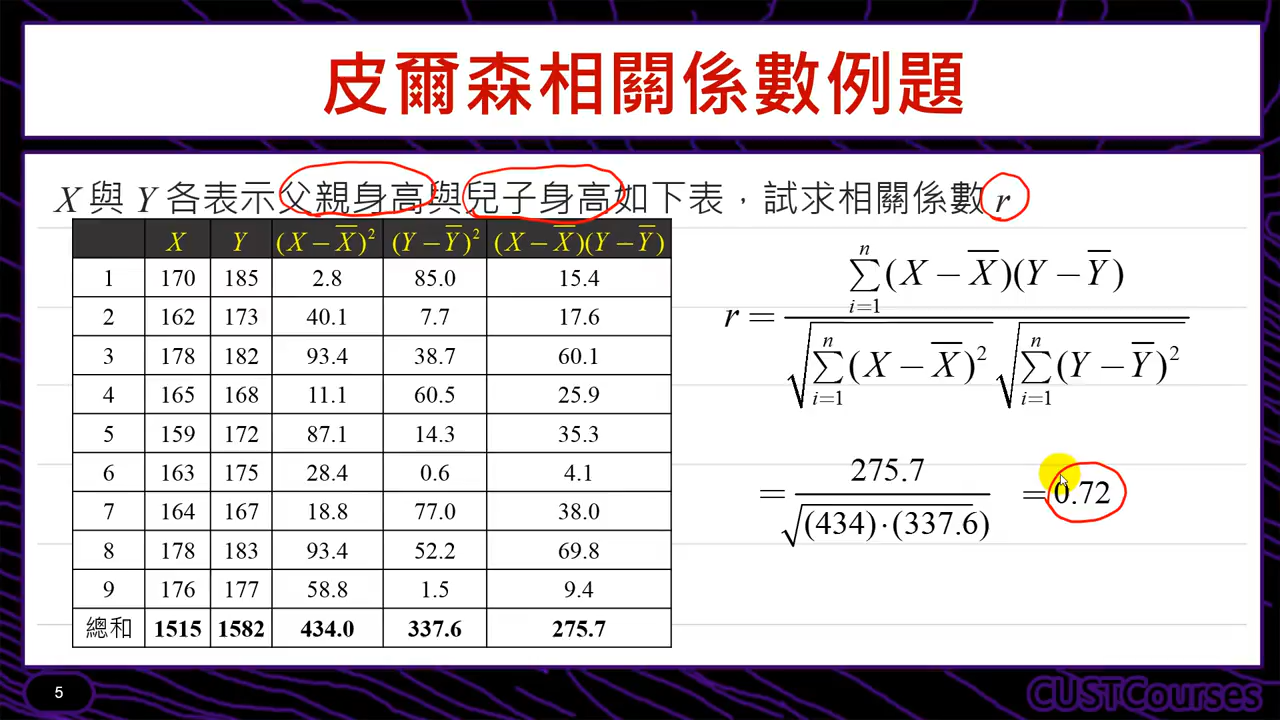 皮爾森相關係數例題
X 與 Y 各表示父親身高與兒子身高如下表，試求相關係數 r
X Y (X − X̅)² (Y − Y̅)² (X − X̅)(Y − Y̅)
1 170 185 2.8 85.0 15.4
2 162 173 40.1 7.7 17.6
3 178 182 93.4 38.7 60.1
4 165 168 11.1 60.5 25.9
5 159 172 87.1 14.3 35.3
6 163 175 28.4 0.6 4.1
7 164 167 18.8 77.0 38.0
8 178 183 93.4 52.2 69.8
9 176 177 58.8 1.5 9.4
總和 1515 1582 434.0 337.6 275.7
r = ∑ⁿᵢ₌₁(X − X̅)(Y − Y̅) / √∑ⁿᵢ₌₁(X − X̅)² √∑ⁿᵢ₌₁(Y − Y̅)²
= 275.7 / √(434)·(337.6) = 0.72
5
CUSTCourses